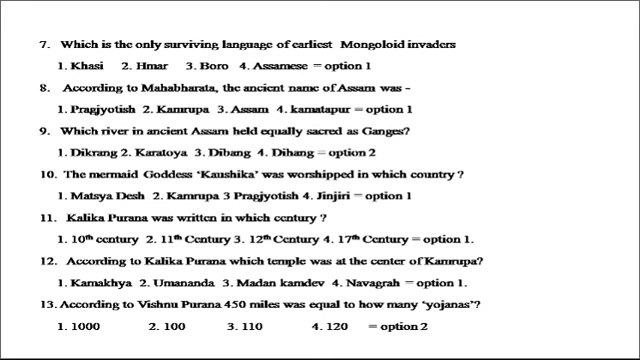 7. Which is the only surviving language of earliest Mongoloid invaders
1. Khasi 2. Hmar 3. Boro 4. Assamese = option 1
8. According to Mahabharata, the ancient name of Assam was -
1. Pragjyotish 2. Kamrupa 3. Assam 4. kamatapur = option 1
9. Which river in ancient Assam held equally sacred as Ganges?
1. Dikrang 2. Karatoya 3. Dibang 4. Dihang = option 2
10. The mermaid Goddess ‘Kaushika’ was worshipped in which country ?
1. Matsya Desh 2. Kamrupa 3 Pragjyotish 4. Jinjiri = option 1
11. Kalika Purana was written in which century ?
1. 10th century 2. 11th Century 3. 12th Century 4. 17th Century = option 1.
12. According to Kalika Purana which temple was at the center of Kamrupa?
1. Kamakhya 2. Umananda 3. Madan kamdev 4. Navagrah = option 1.
13. According to Vishnu Purana 450 miles was equal to how many ‘yojanas’?
1. 1000 2. 100 3. 110 4. 120 = option 2